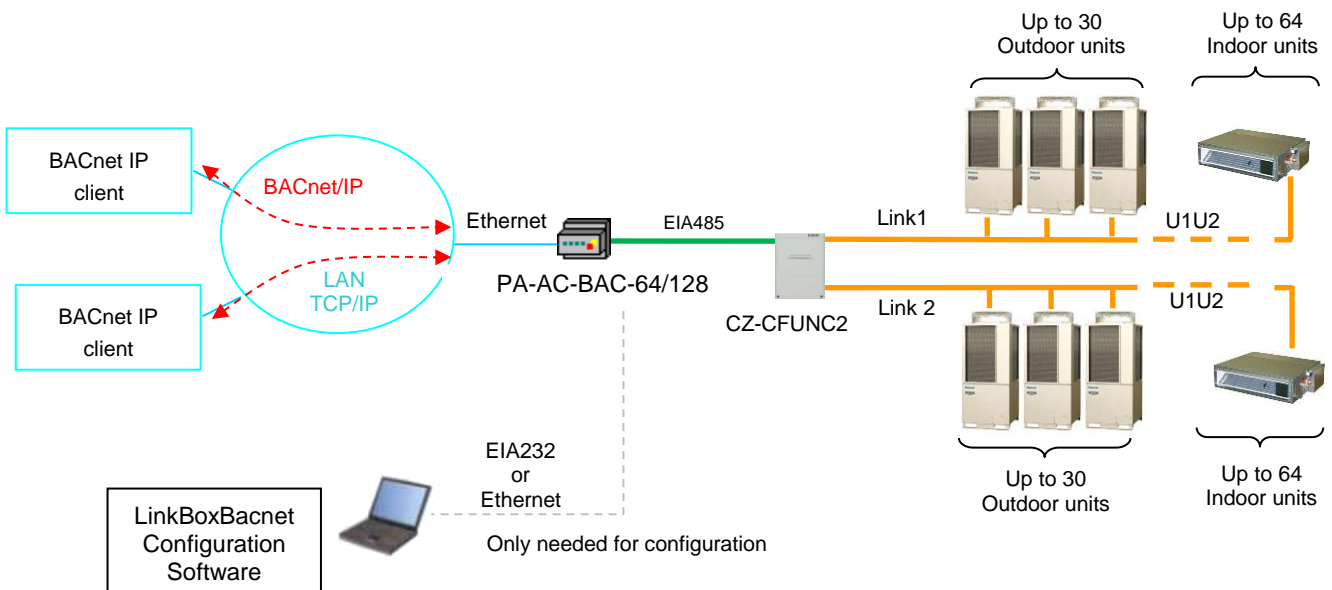 Up to 30
Outdoor units
Up to 64
Indoor units
BACnet IP
client
BACnet/IP
Ethernet
EIA485
Link1
U1U2
LAN
TCP/IP
PA-AC-BAC-64/128
BACnet IP
client
CZ-CFUNC2
Link 2
U1U2
EIA232
or
Ethernet
Up to 30
Outdoor units
Up to 64
Indoor units
LinkBoxBacnet
Configuration
Software
Only needed for configuration